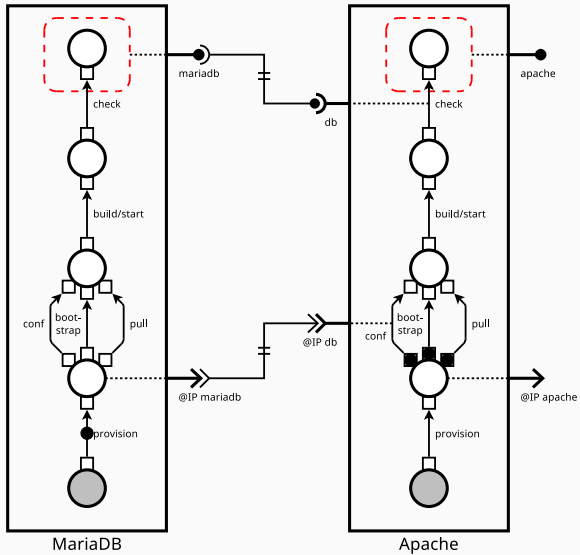 mariadb
apache
check
check
db
build/start
build/start
conf
boot-
strap
pull
@IP db
conf
boot-
strap
pull
@IP mariadb
@IP apache
provision
provision
MariaDB
Apache